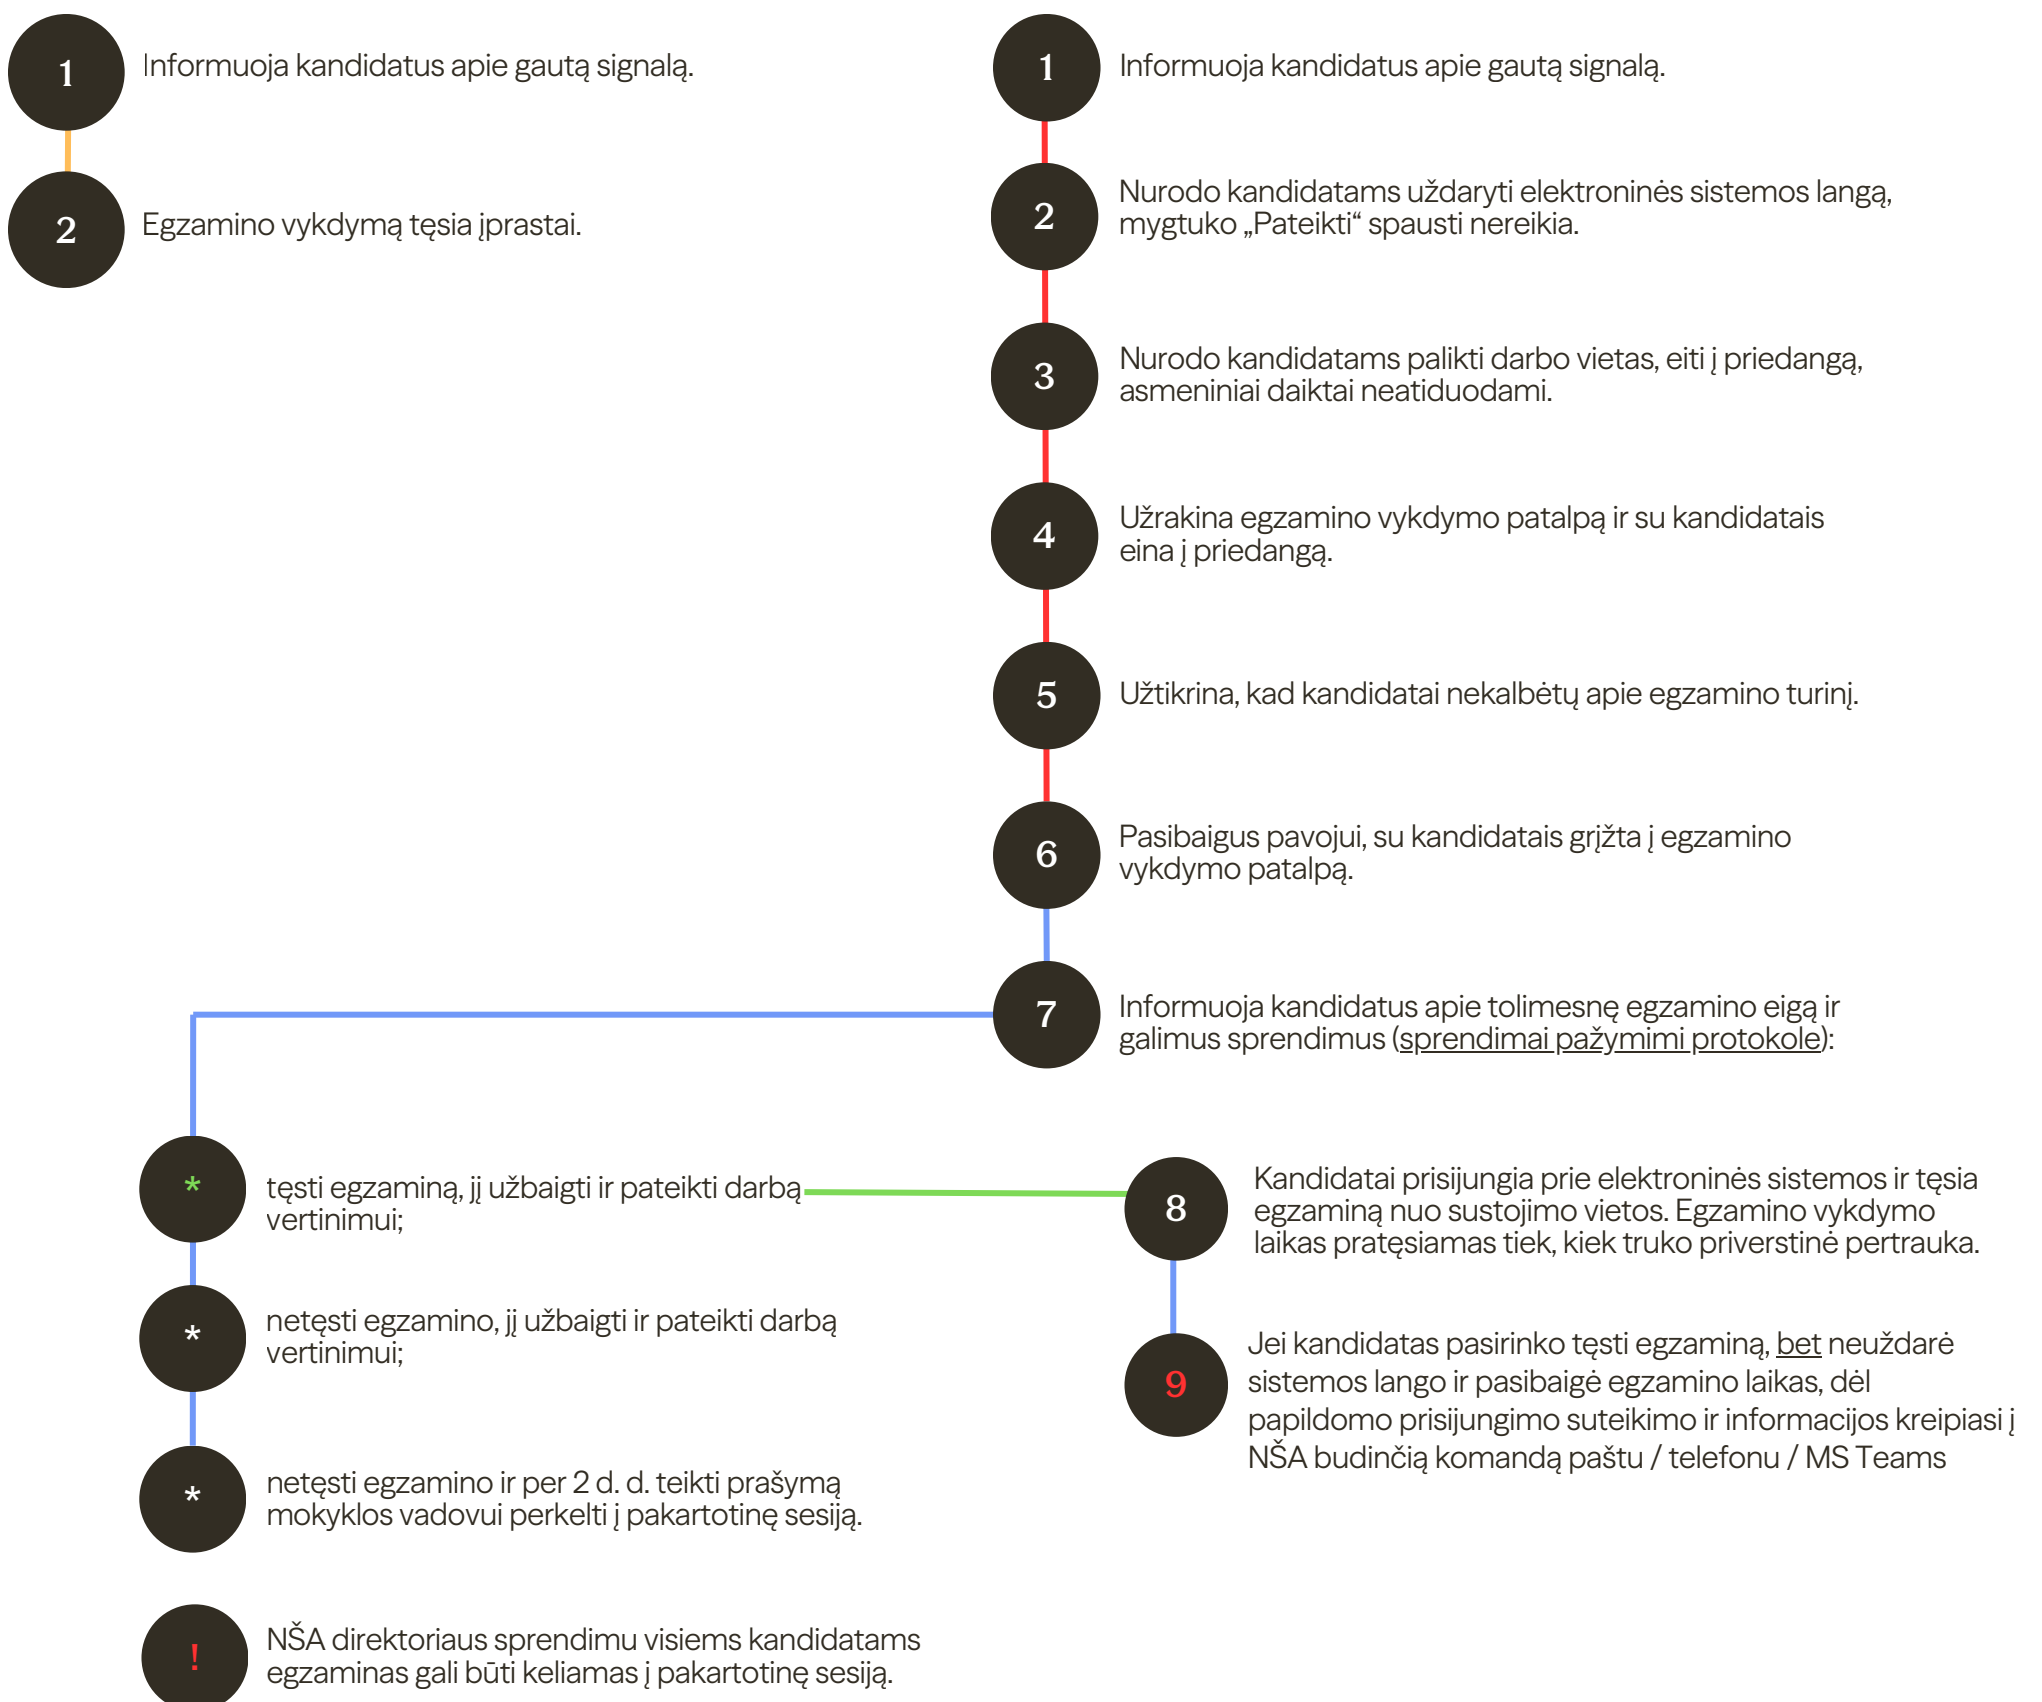 1
Informuoja kandidatus apie gautą signalą.
2
Egzamino vykdymą tęsia įprastai.
1
Informuoja kandidatus apie gautą signalą.
2
Nurodo kandidatams uždaryti elektroninės sistemos langą,
mygtuko „Pateikti“ spausti nereikia.
3
Nurodo kandidatams palikti darbo vietas, eiti į priedangą,
asmeniniai daiktai neatiduodami.
4
Užrakina egzamino vykdymo patalpą ir su kandidatais
eina į priedangą.
5
Užtikrina, kad kandidatai nekalbėtų apie egzamino turinį.
6
Pasibaigus pavojui, su kandidatais grįžta į egzamino
vykdymo patalpą.
7
Informuoja kandidatus apie tolimesnę egzamino eigą ir
galimus sprendimus (sprendimai pažymimi protokole):
*
tęsti egzaminą, jį užbaigti ir pateikti darbą
vertinimui;
*
netęsti egzamino, jį užbaigti ir pateikti darbą
vertinimui;
*
netęsti egzamino ir per 2 d. d. teikti prašymą
mokyklos vadovui perkelti į pakartotinę sesiją.
!
NŠA direktoriaus sprendimu visiems kandidatams
egzaminas gali būti keliamas į pakartotinę sesiją.
8
Kandidatai prisijungia prie elektroninės sistemos ir tęsia
egzaminą nuo sustojimo vietos. Egzamino vykdymo
laikas pratęsiamas tiek, kiek truko priverstinė pertrauka.
9
Jei kandidatas pasirinko tęsti egzaminą, bet neuždarė
sistemos lango ir pasibaigė egzamino laikas, dėl
papildomo prisijungimo suteikimo ir informacijos kreipiasi į
NŠA budinčią komandą paštu / telefonu / MS Teams